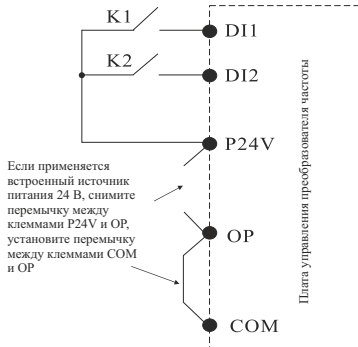 K1
DI1
K2
DI2
P24V
Если применяется
встроенный источник
питания 24 В, снимите
перемычку между
клеммами P24V и OP,
установите перемычку
между клеммами COM
и OP
OP
COM
Плата управления преобразователя частоты